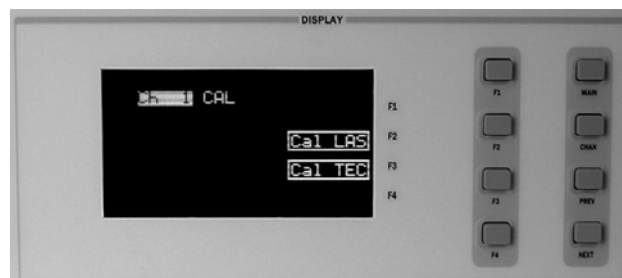 DISPLAY
Ch 1 CAL
F1
Cal LAS F2
Cal TEC F3
F4
F1 MAIN
F2 CHAN
F3 PREV
F4 NEXT